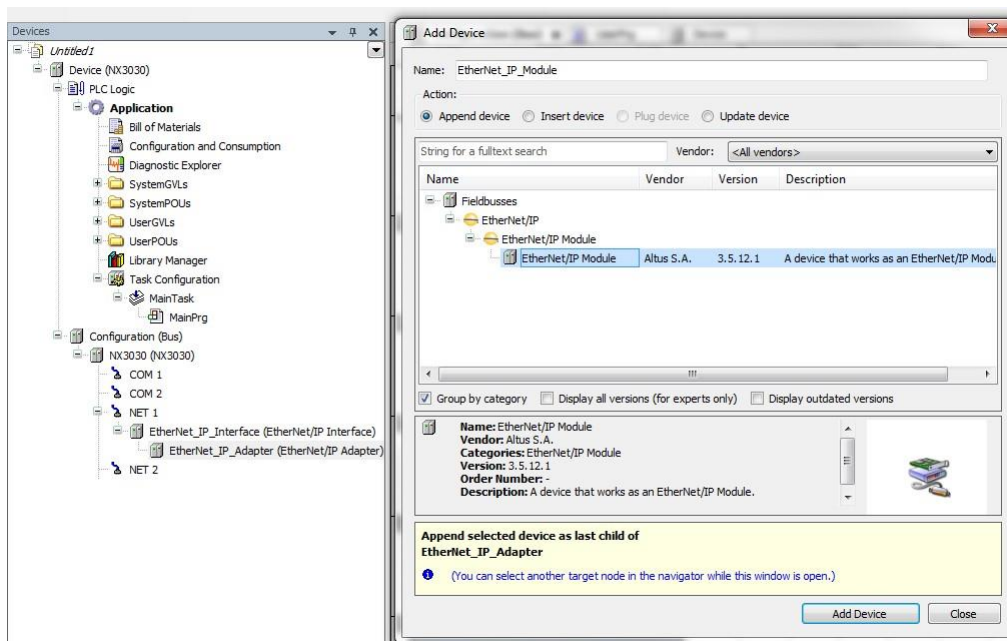 Devices
Untitled1
Device (NX3030)
PLC Logic
Application
Bill of Materials
Configuration and Consumption
Diagnostic Explorer
SystemGVLs
SystemPOUs
UserGVLs
UserPOUs
Library Manager
Task Configuration
MainTask
MainPrg
Configuration (Bus)
NX3030 (NX3030)
COM 1
COM 2
NET 1
EtherNet_IP_Interface (EtherNet/IP Interface)
EtherNet_IP_Adapter (EtherNet/IP Adapter)
NET 2
Add Device
Name: EtherNet_IP_Module
Action:
Append device Insert device Plug device Update device
String for a fulltext search Vendor: <All vendors>
Name Vendor Version Description
Fieldbusses
EtherNet/IP
EtherNet/IP Module
EtherNet/IP Module Altus S.A. 3.5.12.1 A device that works as an EtherNet/IP Modu
Group by category Display all versions (for experts only) Display outdated versions
Name: EtherNet/IP Module
Vendor: Altus S.A.
Categories: EtherNet/IP Module
Version: 3.5.12.1
Order Number: -
Description: A device that works as an EtherNet/IP Module.
Append selected device as last child of
EtherNet_IP_Adapter
(You can select another target node in the navigator while this window is open.)
Add Device Close